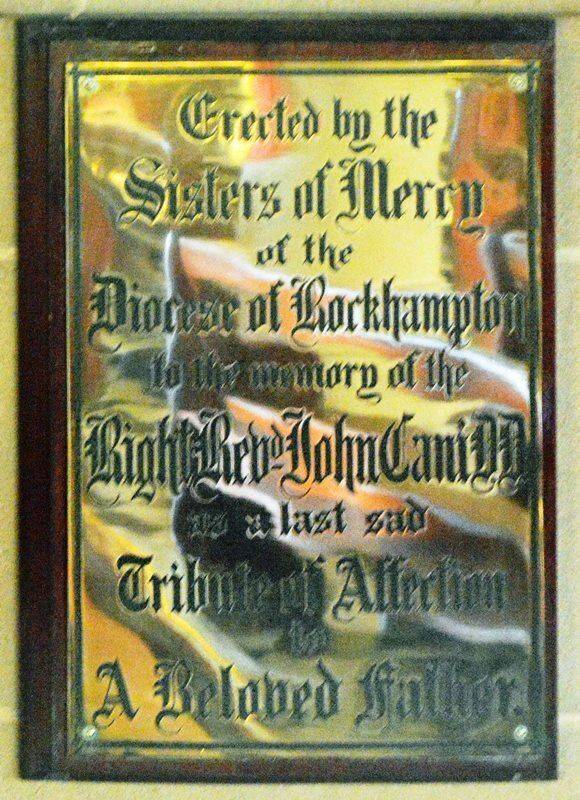 Erected by the
Sisters of Mercy
of the
Diocese of Rockhampton
to the memory of the
Right Revd John Cani DD
as a last sad
Tribute of Affection
to
A Beloved Father.